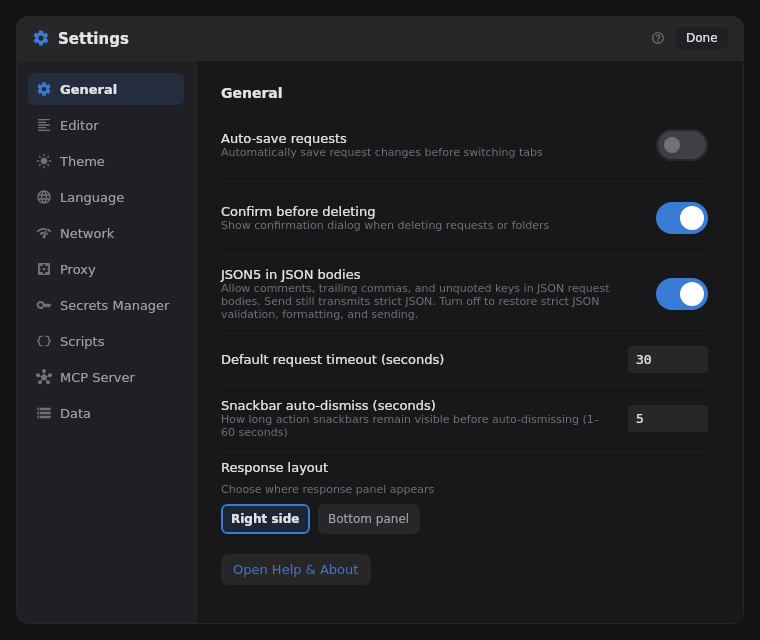 Settings
Done
General
Editor
Theme
Language
Network
Proxy
Secrets Manager
Scripts
MCP Server
Data
General
Auto-save requests
Automatically save request changes before switching tabs
Confirm before deleting
Show confirmation dialog when deleting requests or folders
JSON5 in JSON bodies
Allow comments, trailing commas, and unquoted keys in JSON request
bodies. Send still transmits strict JSON. Turn off to restore strict JSON
validation, formatting, and sending.
Default request timeout (seconds)
30
Snackbar auto-dismiss (seconds)
How long action snackbars remain visible before auto-dismissing (1–
60 seconds)
5
Response layout
Choose where response panel appears
Right side
Bottom panel
Open Help & About